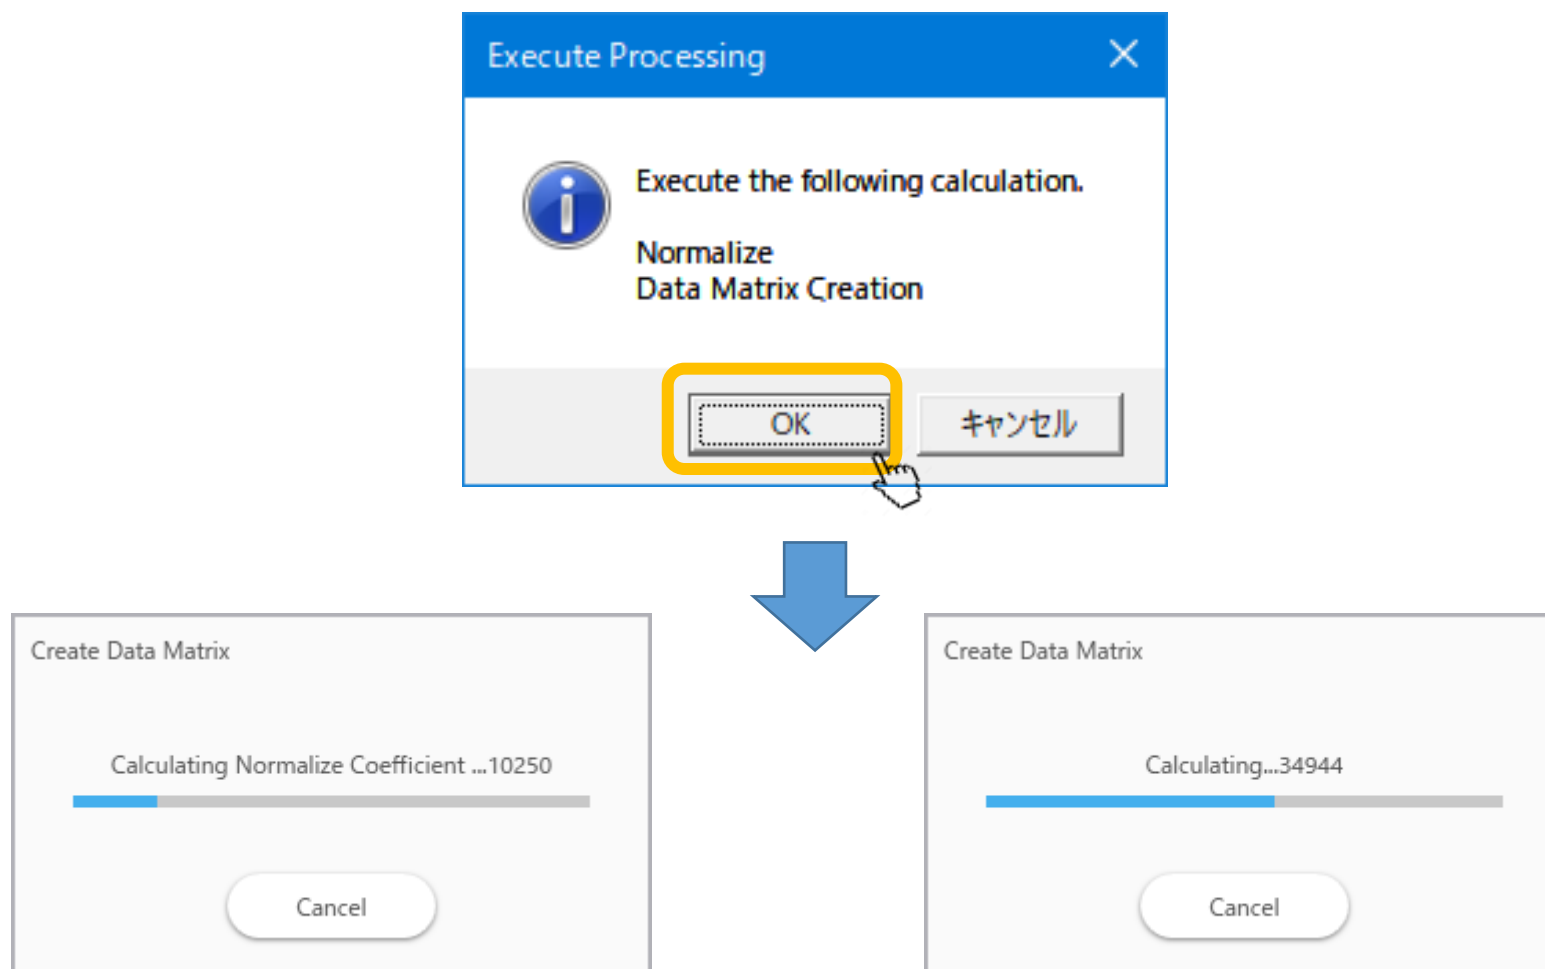 Execute Processing
Execute the following calculation.
Normalize
Data Matrix Creation
OK
キャンセル
Create Data Matrix
Calculating Normalize Coefficient ...10250
Cancel
Create Data Matrix
Calculating...34944
Cancel